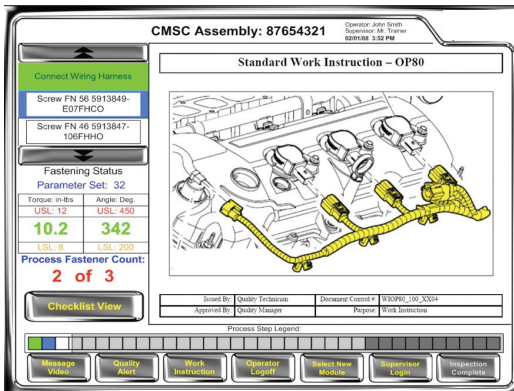 CMSC Assembly: 87654321
Operator: John Smith
Supervisor: Mr. Trainer
02/01/08 3:52 PM
Connect Wiring Harness
Screw FN 56 5913849-
E07FHCO
Screw FN 46 5913847-
106FHHO
Fastening Status
Parameter Set: 32
Torque: in-lbs Angle: Deg.
USL: 12 USL: 450
10.2 342
LSL: 8 LSL: 200
Process Fastener Count:
2 of 3
Checklist View
Standard Work Instruction – OP80
Issued By: Quality Technician Document Control #: WIOP80_100_XX04
Approved By: Quality Manager Purpose: Work Instruction
Process Step Legend:
Message
Video
Quality
Alert
Work
Instruction
Operator
Logoff
Select New
Module
Supervisor
Login
Inspection
Complete